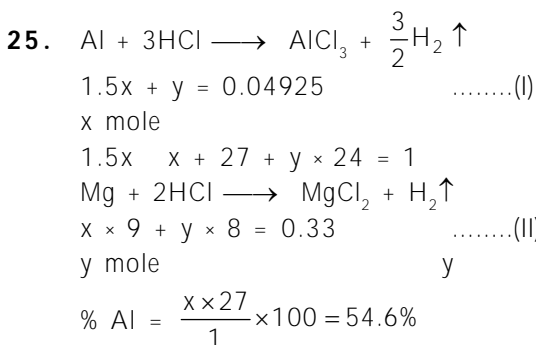 25. Al + 3HCl ⟶ AlCl₃ + 3/2 H₂ ↑
1.5x + y = 0.04925 ........(I)
x mole
1.5x x + 27 + y × 24 = 1
Mg + 2HCl ⟶ MgCl₂ + H₂↑
x × 9 + y × 8 = 0.33 ........(II)
y mole y
% Al = (x × 27)/1 × 100 = 54.6%